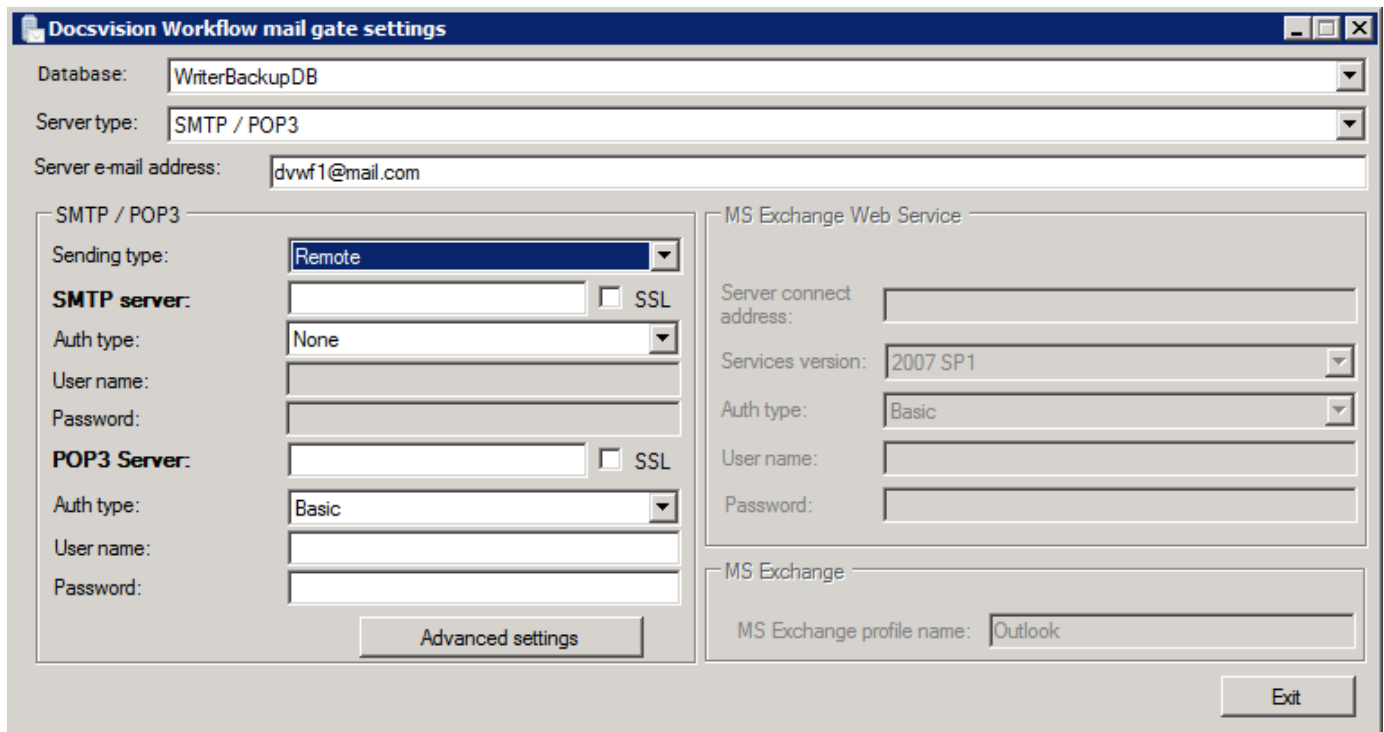 Docsvision Workflow mail gate settings
Database: WriterBackupDB
Server type: SMTP / POP3
Server e-mail address: dvwf1@mail.com
SMTP / POP3
Sending type: Remote
SMTP server: SSL
Auth type: None
User name:
Password:
POP3 Server: SSL
Auth type: Basic
User name:
Password:
Advanced settings
MS Exchange Web Service
Server connect
address:
Services version: 2007 SP1
Auth type: Basic
User name:
Password:
MS Exchange
MS Exchange profile name: Outlook
Exit